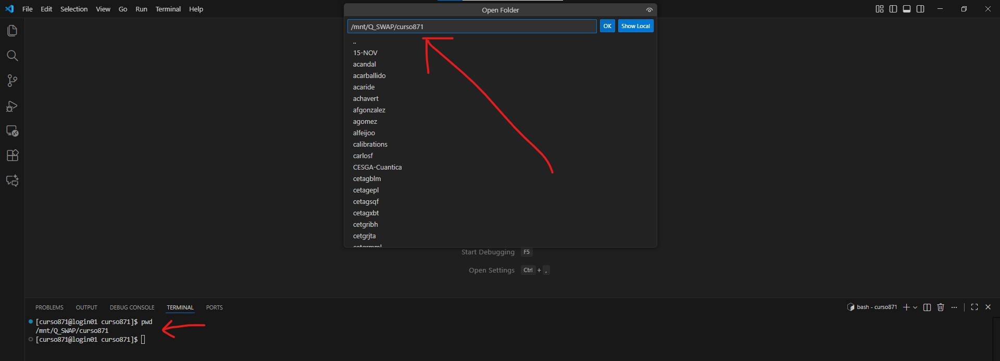 File Edit Selection View Go Run Terminal Help
Open Folder
/mnt/Q_SWAP/curso871 OK Show Local
..
15-NOV
acandal
acarballido
acaride
achavert
afgonzalez
agomez
alfeijoo
calibrations
carlosf
CESGA-Cuantica
cetagblm
cetagepl
cetagsqf
cetagxbt
cetgribh
cetgrjta
Start Debugging F5
Open Settings Ctrl + ,
PROBLEMS OUTPUT DEBUG CONSOLE TERMINAL PORTS bash - curso871
[curso871@login01 curso871]$ pwd
/mnt/Q_SWAP/curso871
[curso871@login01 curso871]$